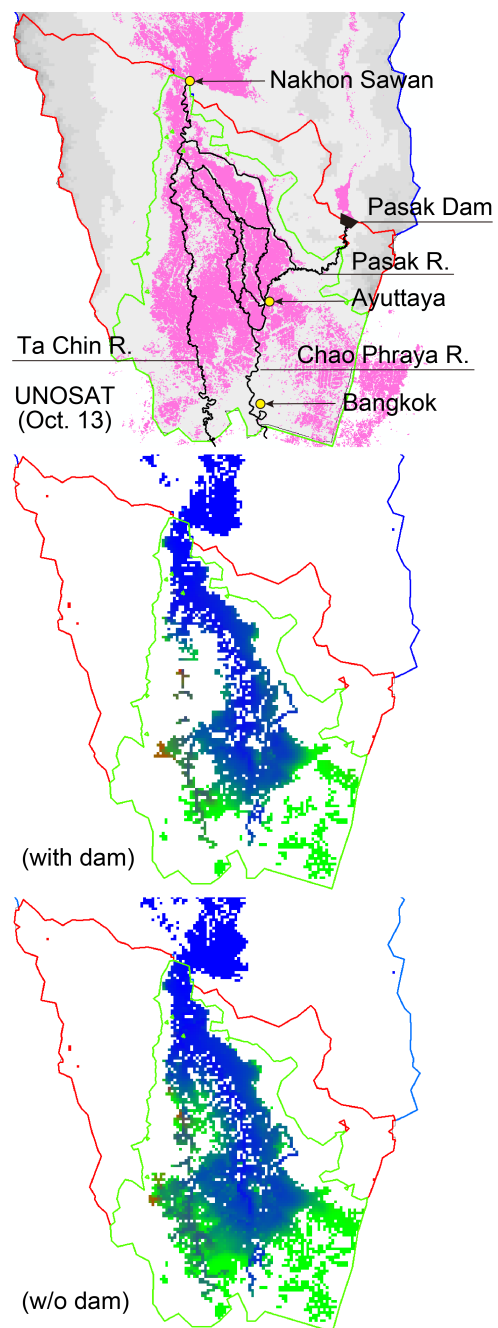 Nakhon Sawan
Pasak Dam
Pasak R.
Ayuttaya
Ta Chin R.
Chao Phraya R.
UNOSAT
(Oct. 13)
Bangkok
(with dam)
(w/o dam)